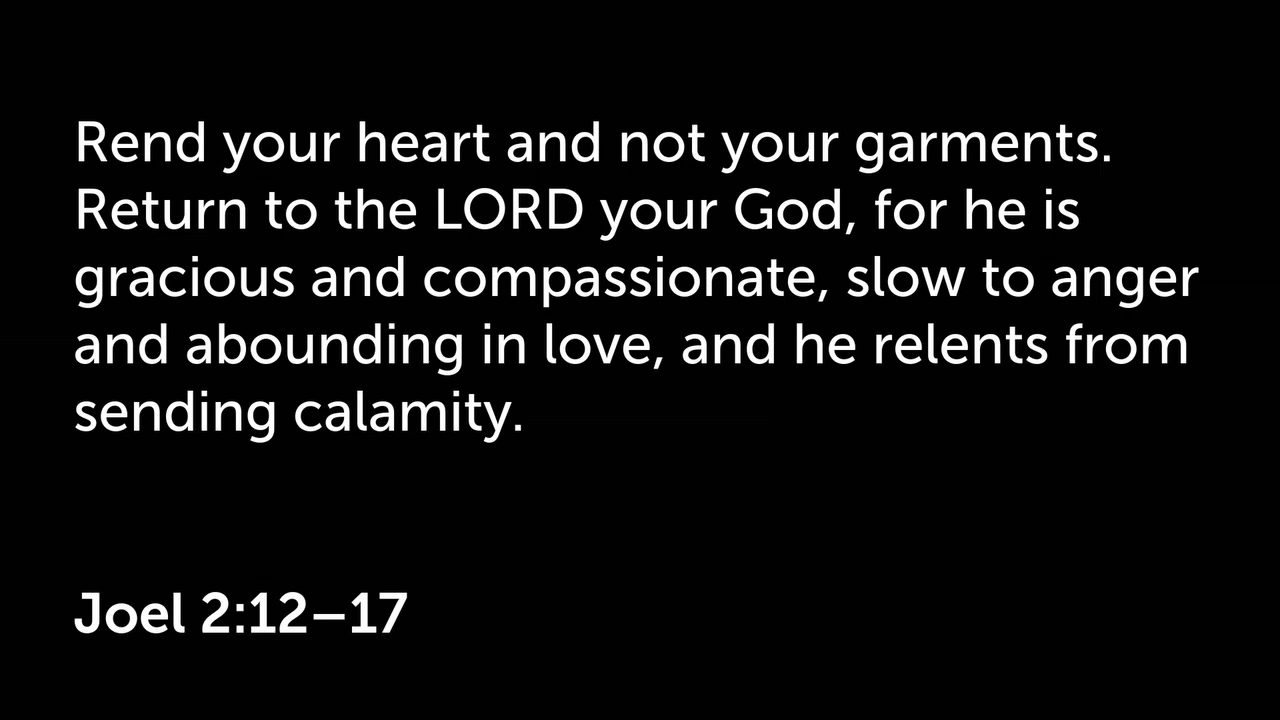 Rend your heart and not your garments.
Return to the LORD your God, for he is
gracious and compassionate, slow to anger
and abounding in love, and he relents from
sending calamity.
Joel 2:12–17